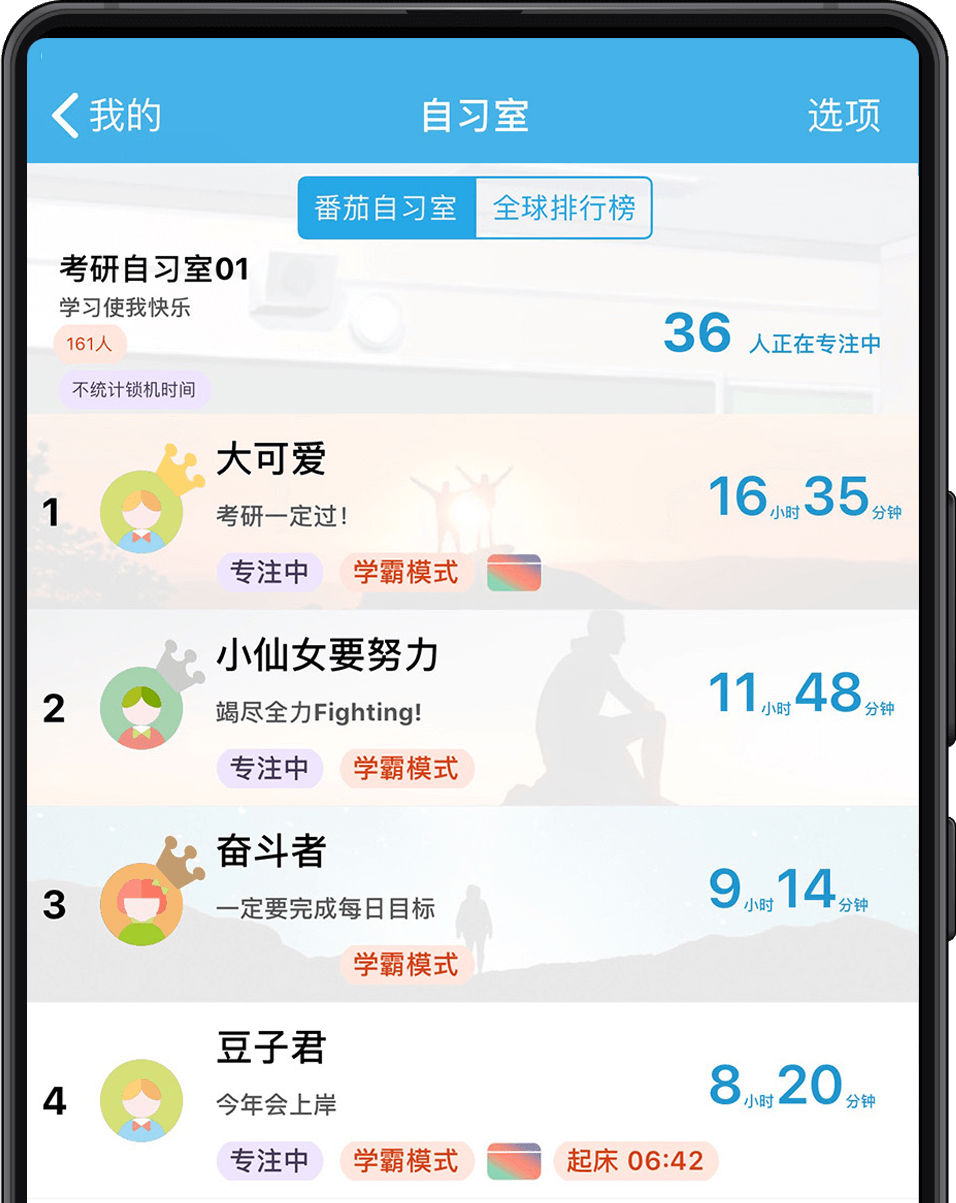 我的 自习室 选项
番茄自习室 全球排行榜
考研自习室01
学习使我快乐
161人
36 人正在专注中
不统计锁机时间
1
大可爱
考研一定过！
16小时35分钟
专注中 学霸模式
2
小仙女要努力
竭尽全力Fighting!
11小时48分钟
专注中 学霸模式
3
奋斗者
一定要完成每日目标
9小时14分钟
学霸模式
4
豆子君
今年会上岸
8小时20分钟
专注中 学霸模式 起床 06:42